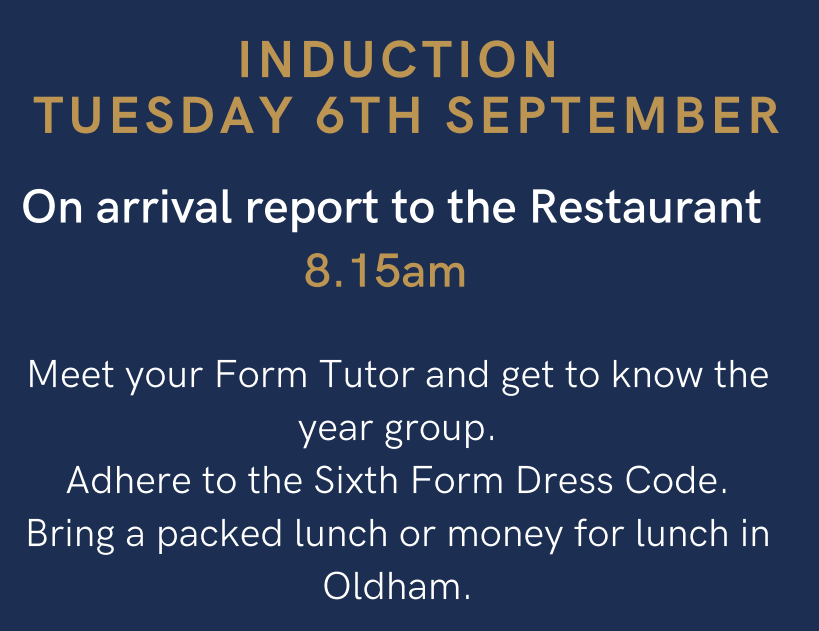 INDUCTION
TUESDAY 6TH SEPTEMBER
On arrival report to the Restaurant
8.15am
Meet your Form Tutor and get to know the
year group.
Adhere to the Sixth Form Dress Code.
Bring a packed lunch or money for lunch in
Oldham.